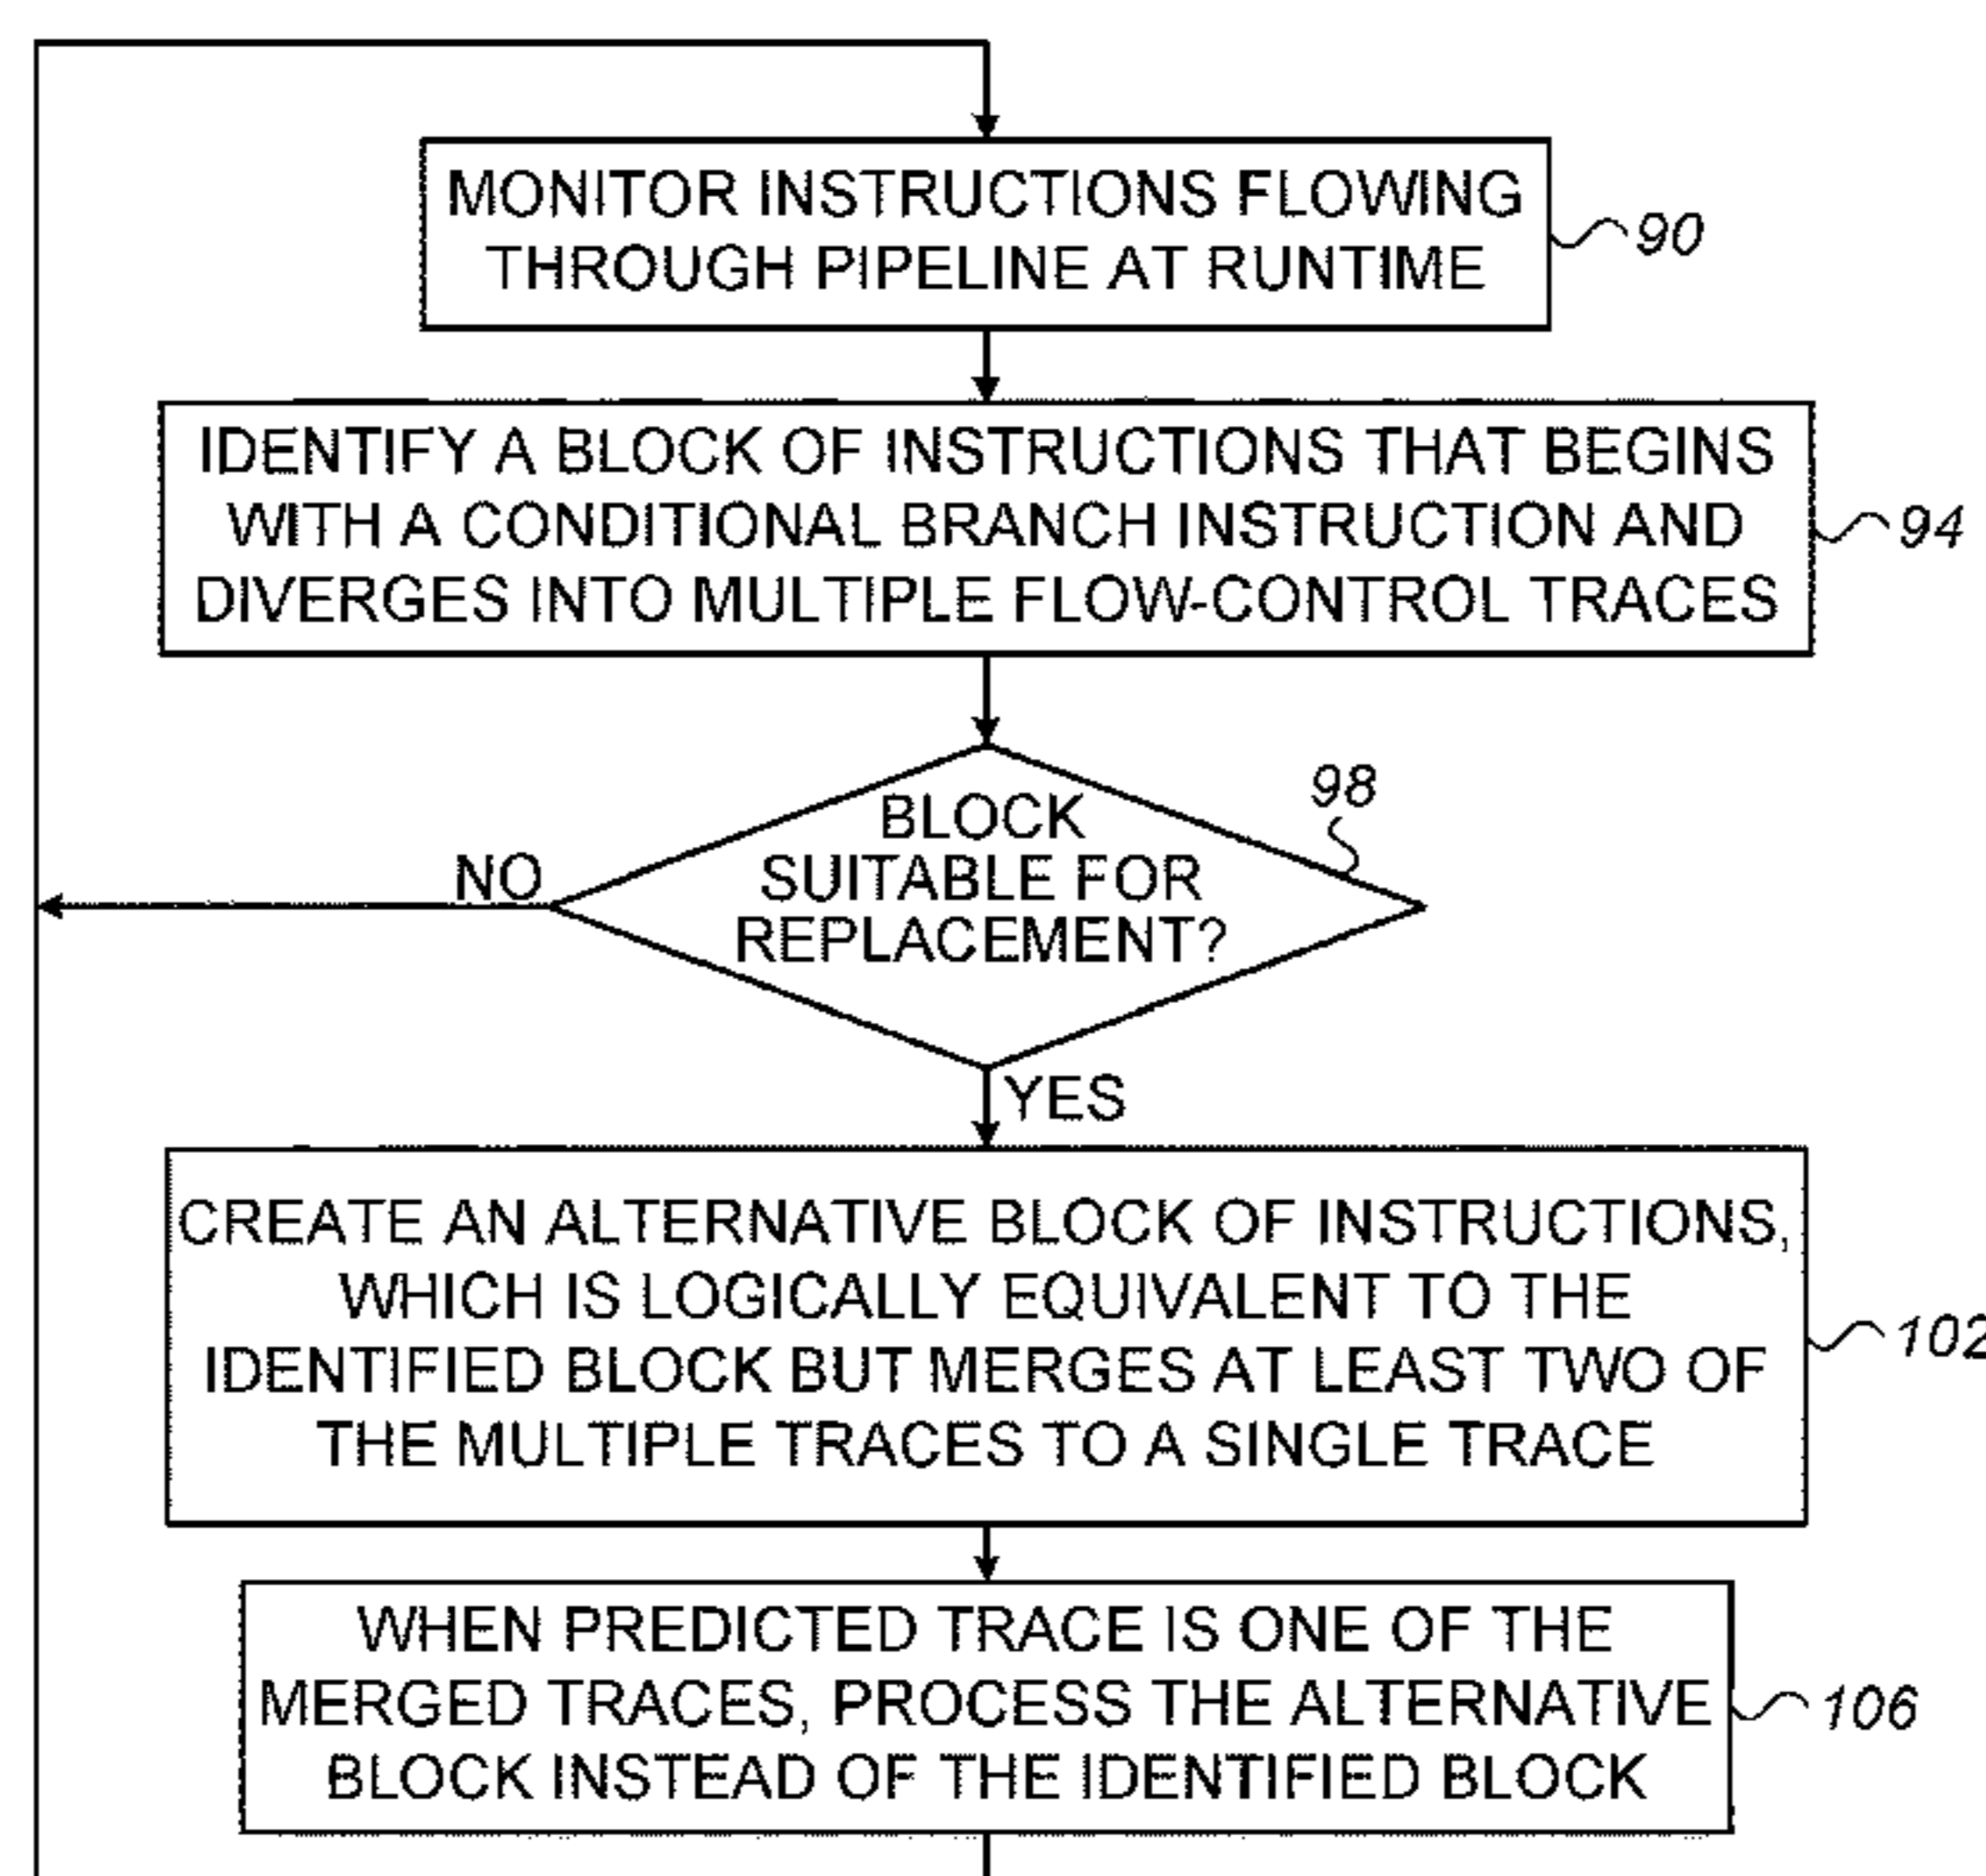 MONITOR INSTRUCTIONS FLOWING
THROUGH PIPELINE AT RUNTIME
90
IDENTIFY A BLOCK OF INSTRUCTIONS THAT BEGINS
WITH A CONDITIONAL BRANCH INSTRUCTION AND
DIVERGES INTO MULTIPLE FLOW-CONTROL TRACES
94
98
BLOCK
SUITABLE FOR
REPLACEMENT?
NO
YES
CREATE AN ALTERNATIVE BLOCK OF INSTRUCTIONS,
WHICH IS LOGICALLY EQUIVALENT TO THE
IDENTIFIED BLOCK BUT MERGES AT LEAST TWO OF
THE MULTIPLE TRACES TO A SINGLE TRACE
102
WHEN PREDICTED TRACE IS ONE OF THE
MERGED TRACES, PROCESS THE ALTERNATIVE
BLOCK INSTEAD OF THE IDENTIFIED BLOCK
106